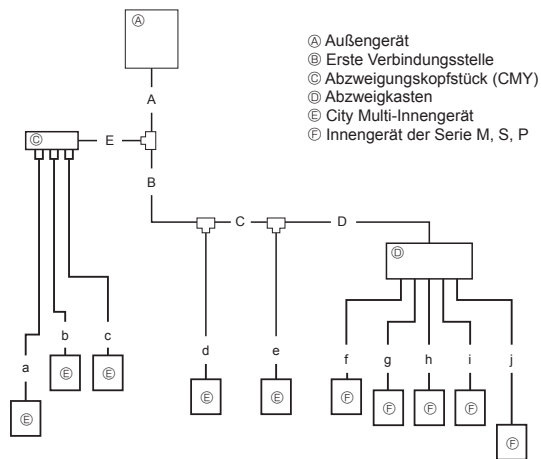 Ⓐ
Ⓐ Außengerät
Ⓑ Erste Verbindungsstelle
Ⓒ Abzweigungskopfstück (CMY)
Ⓓ Abzweigkasten
Ⓔ City Multi-Innengerät
Ⓕ Innengerät der Serie M, S, P
A
Ⓒ
E
B
C
D
Ⓓ
a
b
c
d
e
f
g
h
i
j
Ⓔ
Ⓔ
Ⓔ
Ⓔ
Ⓔ
Ⓕ
Ⓕ
Ⓕ
Ⓕ
Ⓕ